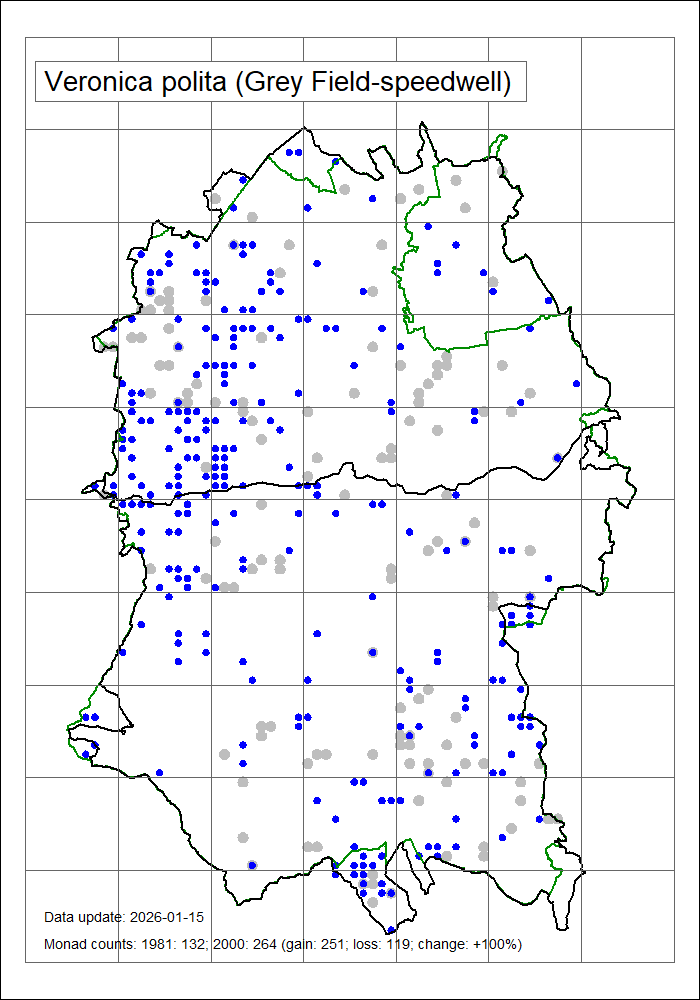 Veronica polita (Grey Field-speedwell)
Data update: 2026-01-15
Monad counts: 1981: 132; 2000: 264 (gain: 251; loss: 119; change: +100%)